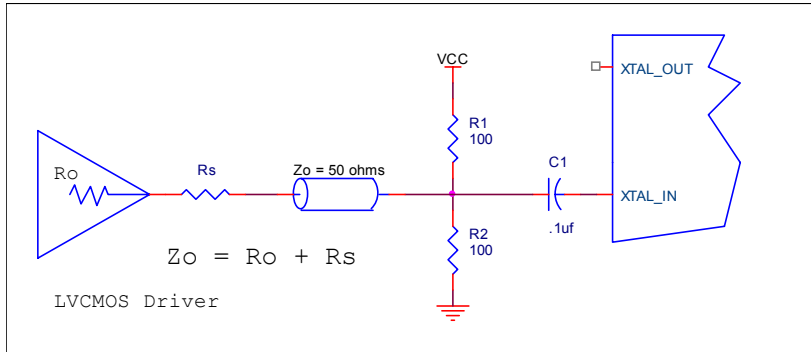 VCC
XTAL_OUT
R1
100
Ro
Rs
Zo = 50 ohms
C1
XTAL_IN
.1uf
R2
100
Zo = Ro + Rs
LVCMOS Driver